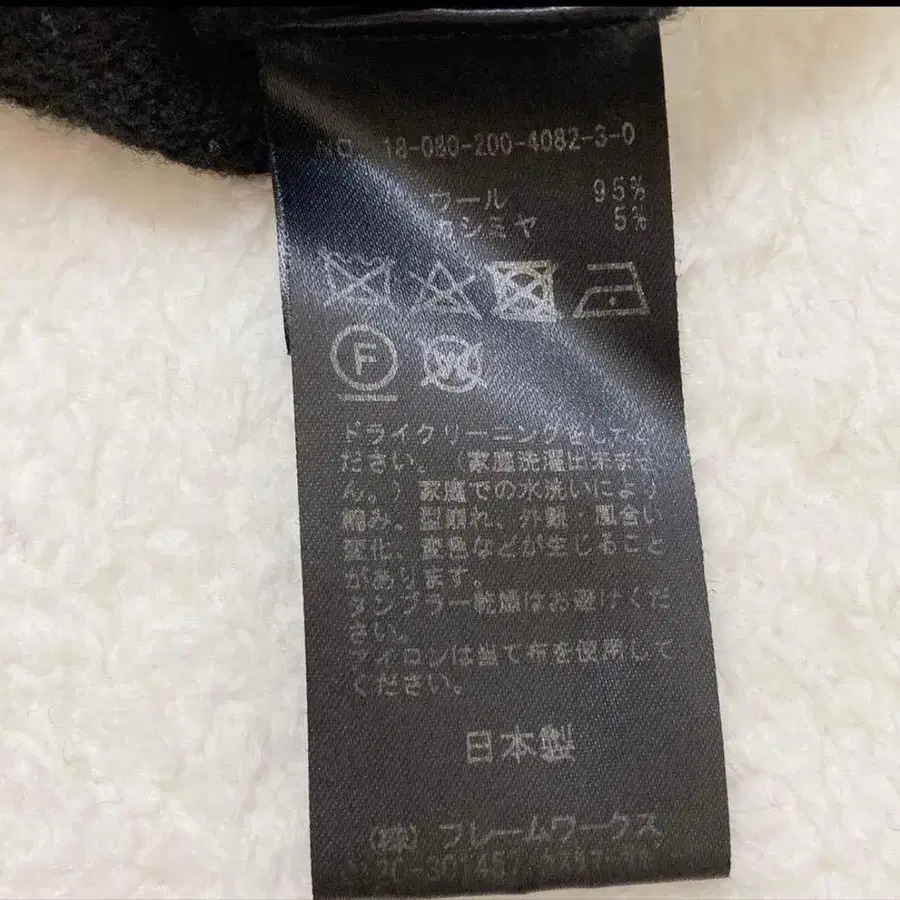 18-080-200-4082-3-0
ウール 95%
カシミヤ 5%
F
W
ドライクリーニングをしてく
ださい。（家庭洗濯は出来ませ
ん。）家庭での水洗いにより
縮み、型崩れ、外観・風合い
変化、変色などが生じること
があります。
タンブラー乾燥はお避けくだ
さい。
アイロンは当て布を使用して
ください。
日本製
（株）フレームワークス